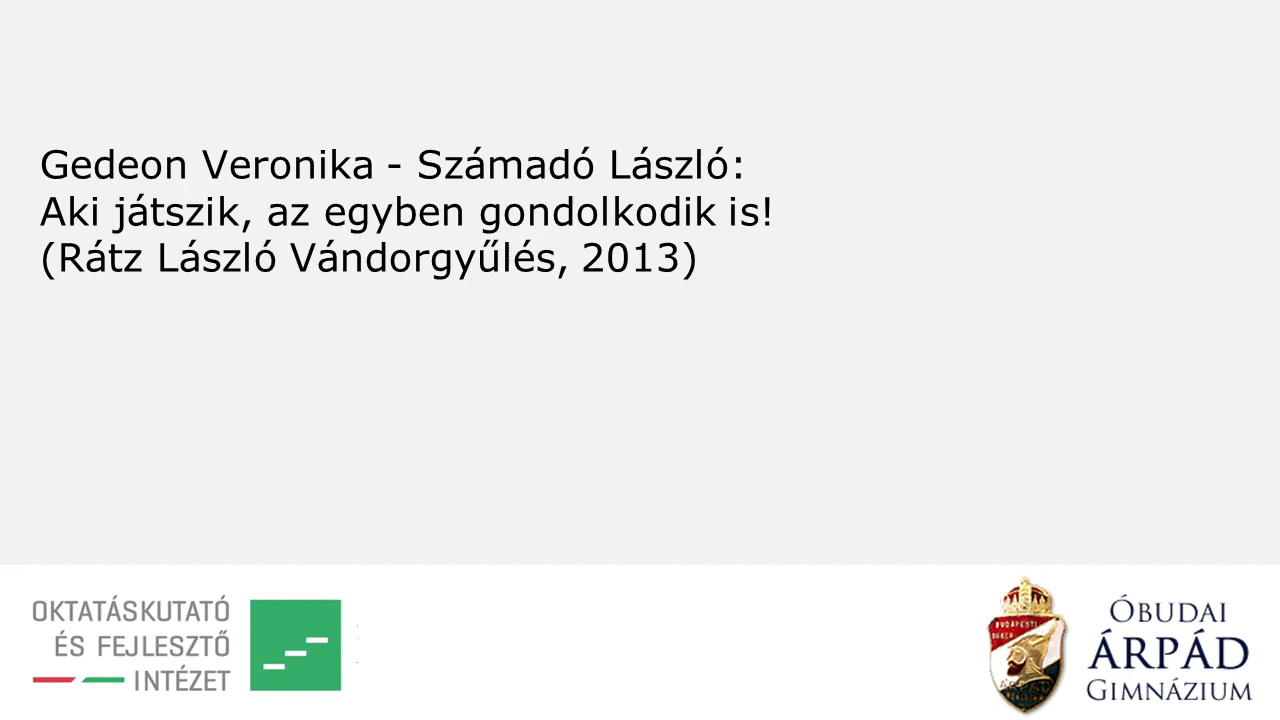 Gedeon Veronika - Számadó László:
Aki játszik, az egyben gondolkodik is!
(Rátz László Vándorgyűlés, 2013)
OKTATÁSKUTATÓ
ÉS FEJLESZTŐ
INTÉZET
BUDAPESTI
ÓBUDAI
ÁRPÁD
GIMNÁZIUM